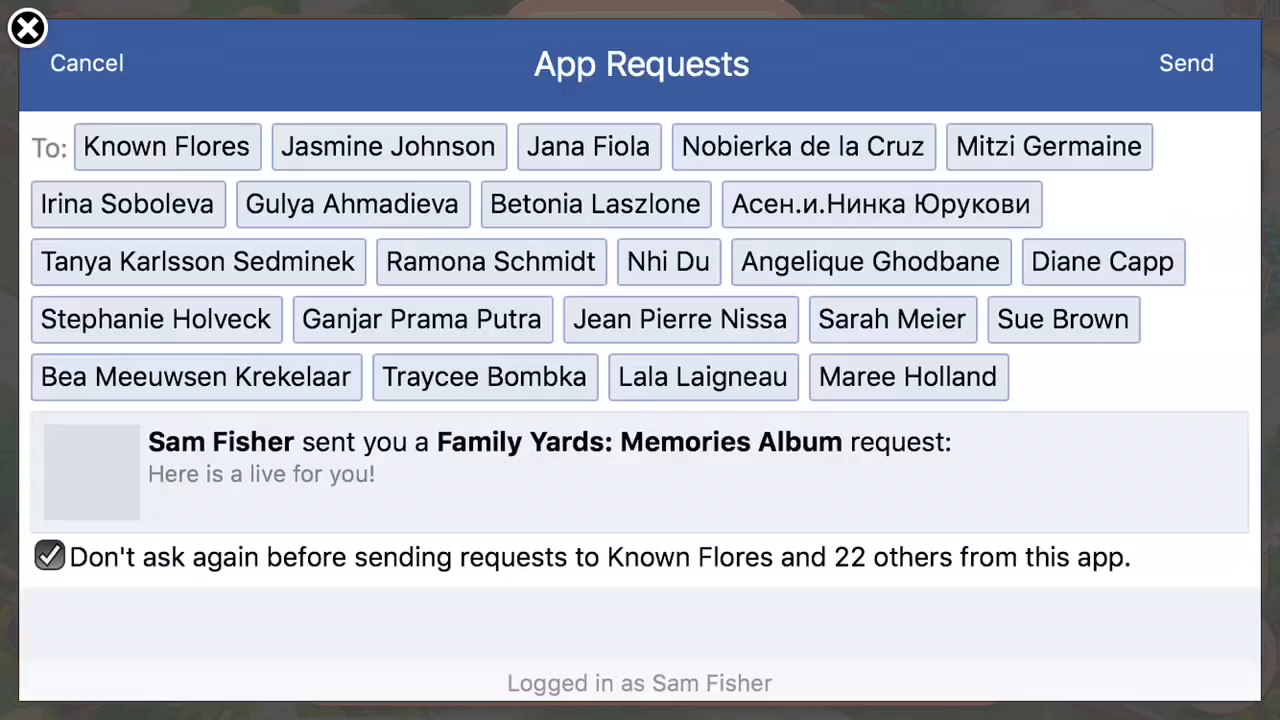 Cancel App Requests Send
To: Known Flores Jasmine Johnson Jana Fiola Nobierka de la Cruz Mitzi Germaine
Irina Soboleva Gulya Ahmadieva Betonia Laszlone Асен.и.Нинка Юрукови
Tanya Karlsson Sedminek Ramona Schmidt Nhi Du Angelique Ghodbane Diane Capp
Stephanie Holveck Ganjar Prama Putra Jean Pierre Nissa Sarah Meier Sue Brown
Bea Meeuwsen Krekelaar Traycee Bombka Lala Laigneau Maree Holland
Sam Fisher sent you a Family Yards: Memories Album request:
Here is a live for you!
Don't ask again before sending requests to Known Flores and 22 others from this app.
Logged in as Sam Fisher